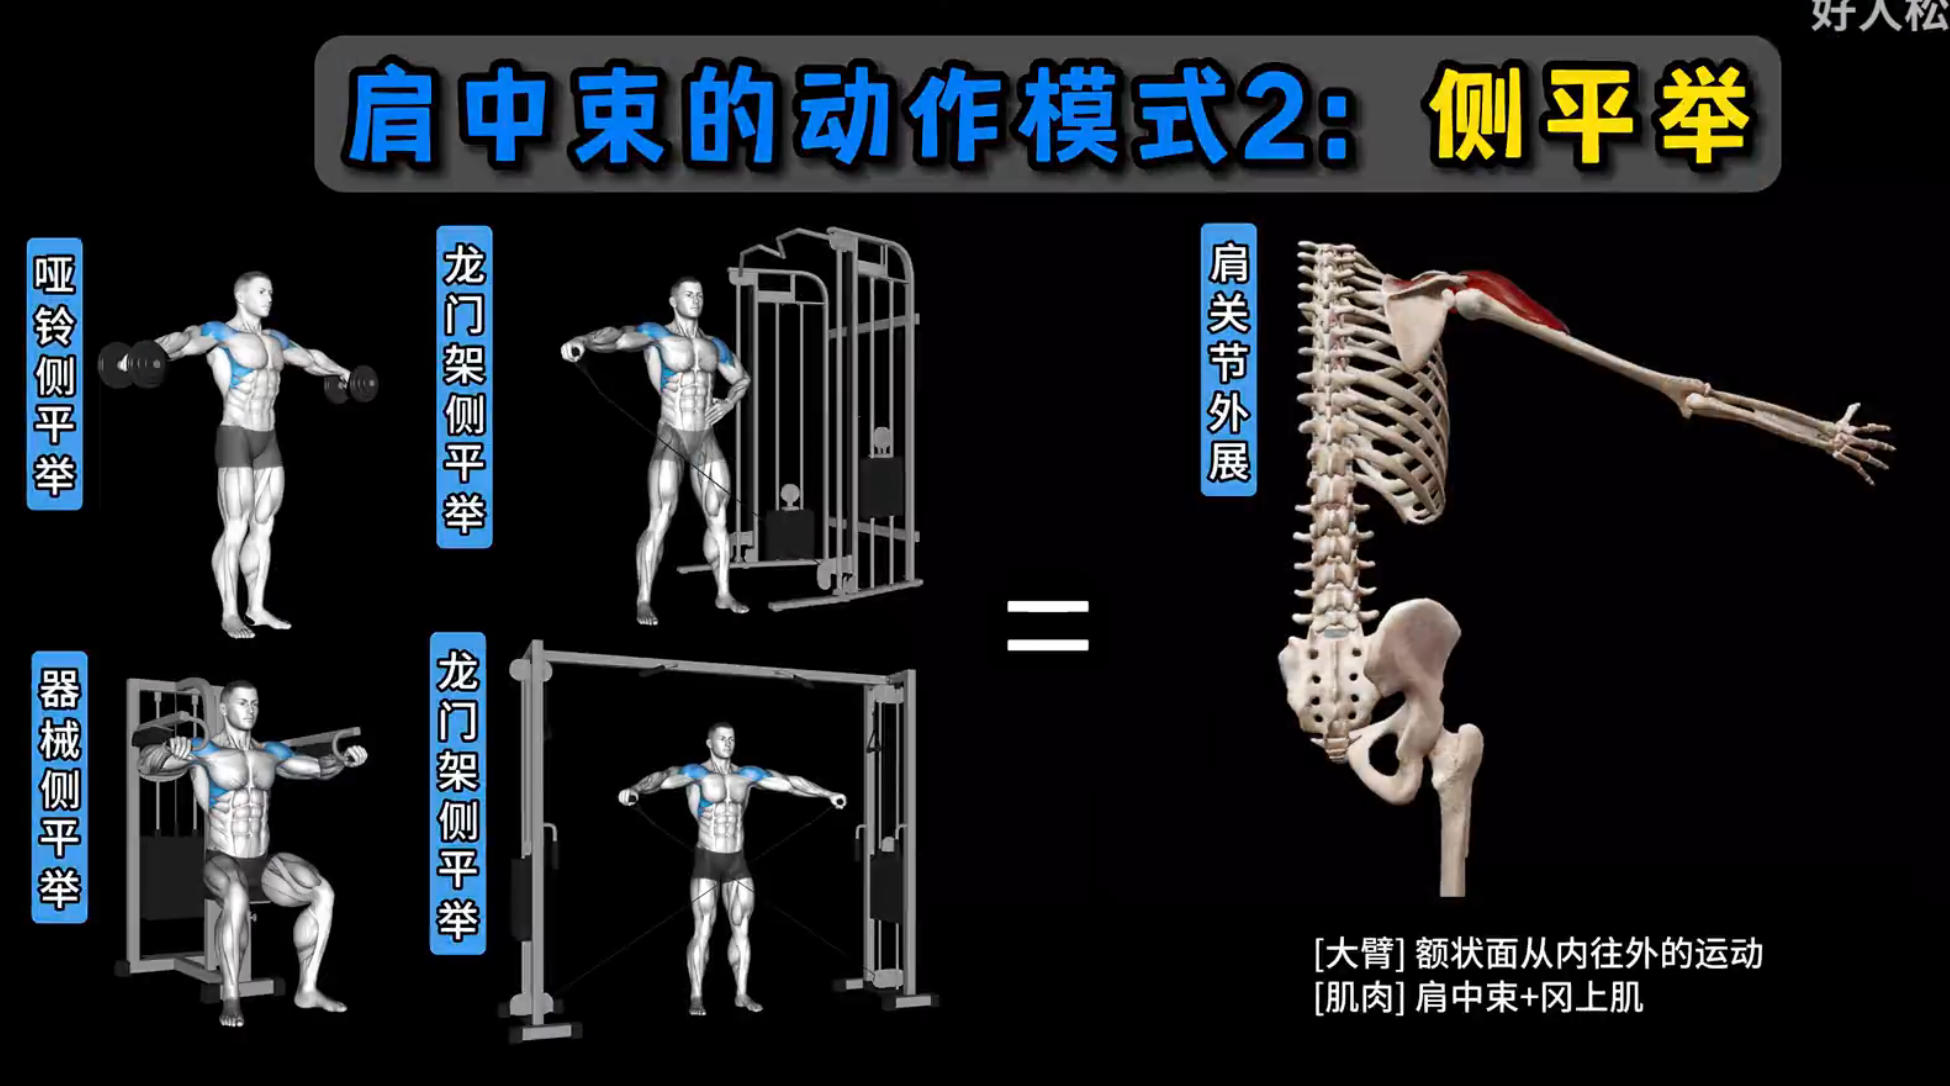 好人松
肩中束的动作模式2：侧平举
哑铃侧平举
龙门架侧平举
肩关节外展
器械侧平举
龙门架侧平举
=
[大臂] 额状面从内往外的运动
[肌肉] 肩中束+冈上肌